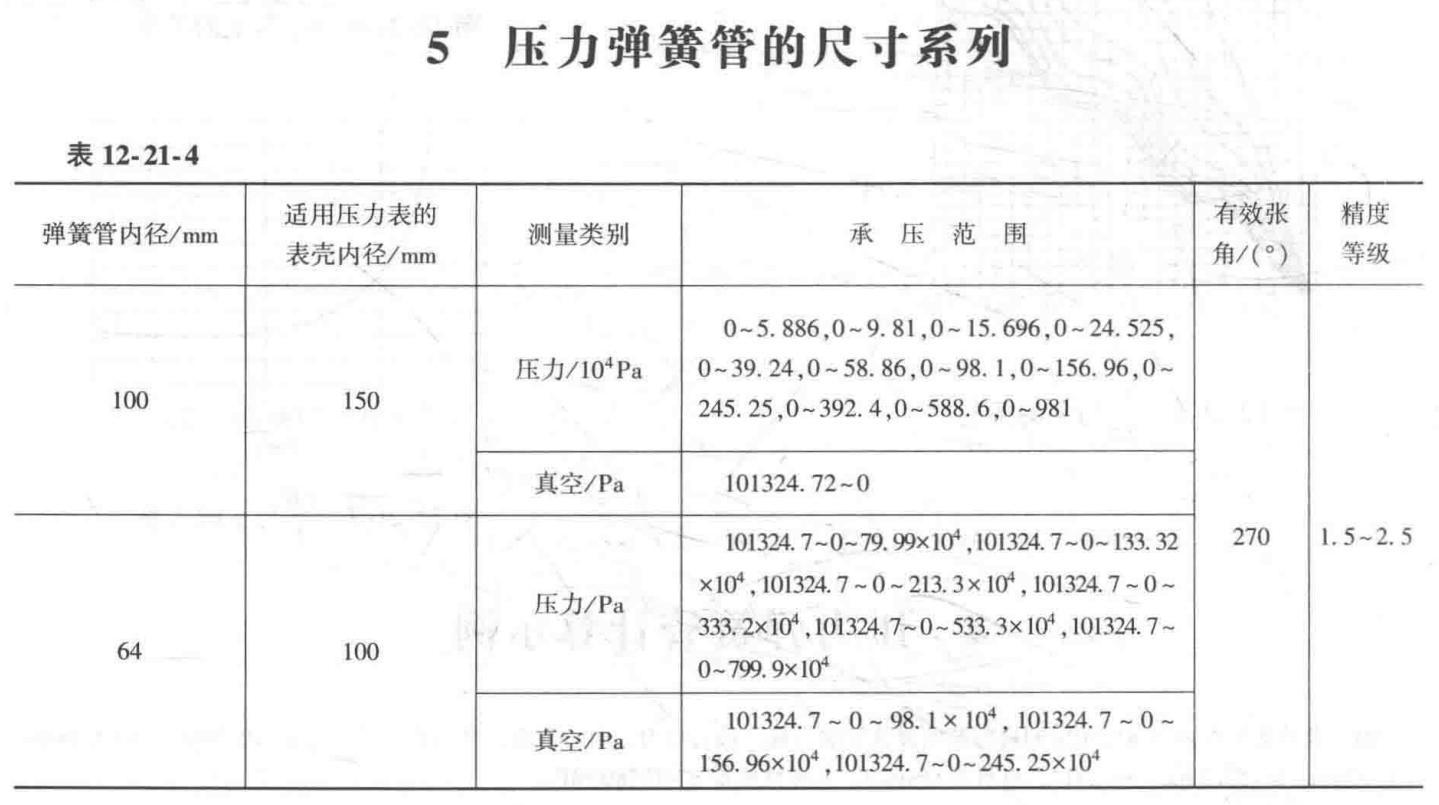 5 压力弹簧管的尺寸系列
表 12-21-4
弹簧管内径/mm
适用压力表的
表壳内径/mm
测量类别
承 压 范 围
有效张
角/(°)
精度
等级
100
150
压力/10⁴Pa
0~5.886,0~9.81,0~15.696,0~24.525,
0~39.24,0~58.86,0~98.1,0~156.96,0~
245.25,0~392.4,0~588.6,0~981
真空/Pa
101324.72~0
270
1.5~2.5
64
100
压力/Pa
101324.7~0~79.99×10⁴,101324.7~0~133.32
×10⁴,101324.7~0~213.3×10⁴,101324.7~0~
333.2×10⁴,101324.7~0~533.3×10⁴,101324.7~
0~799.9×10⁴
真空/Pa
101324.7~0~98.1×10⁴,101324.7~0~
156.96×10⁴,101324.7~0~245.25×10⁴